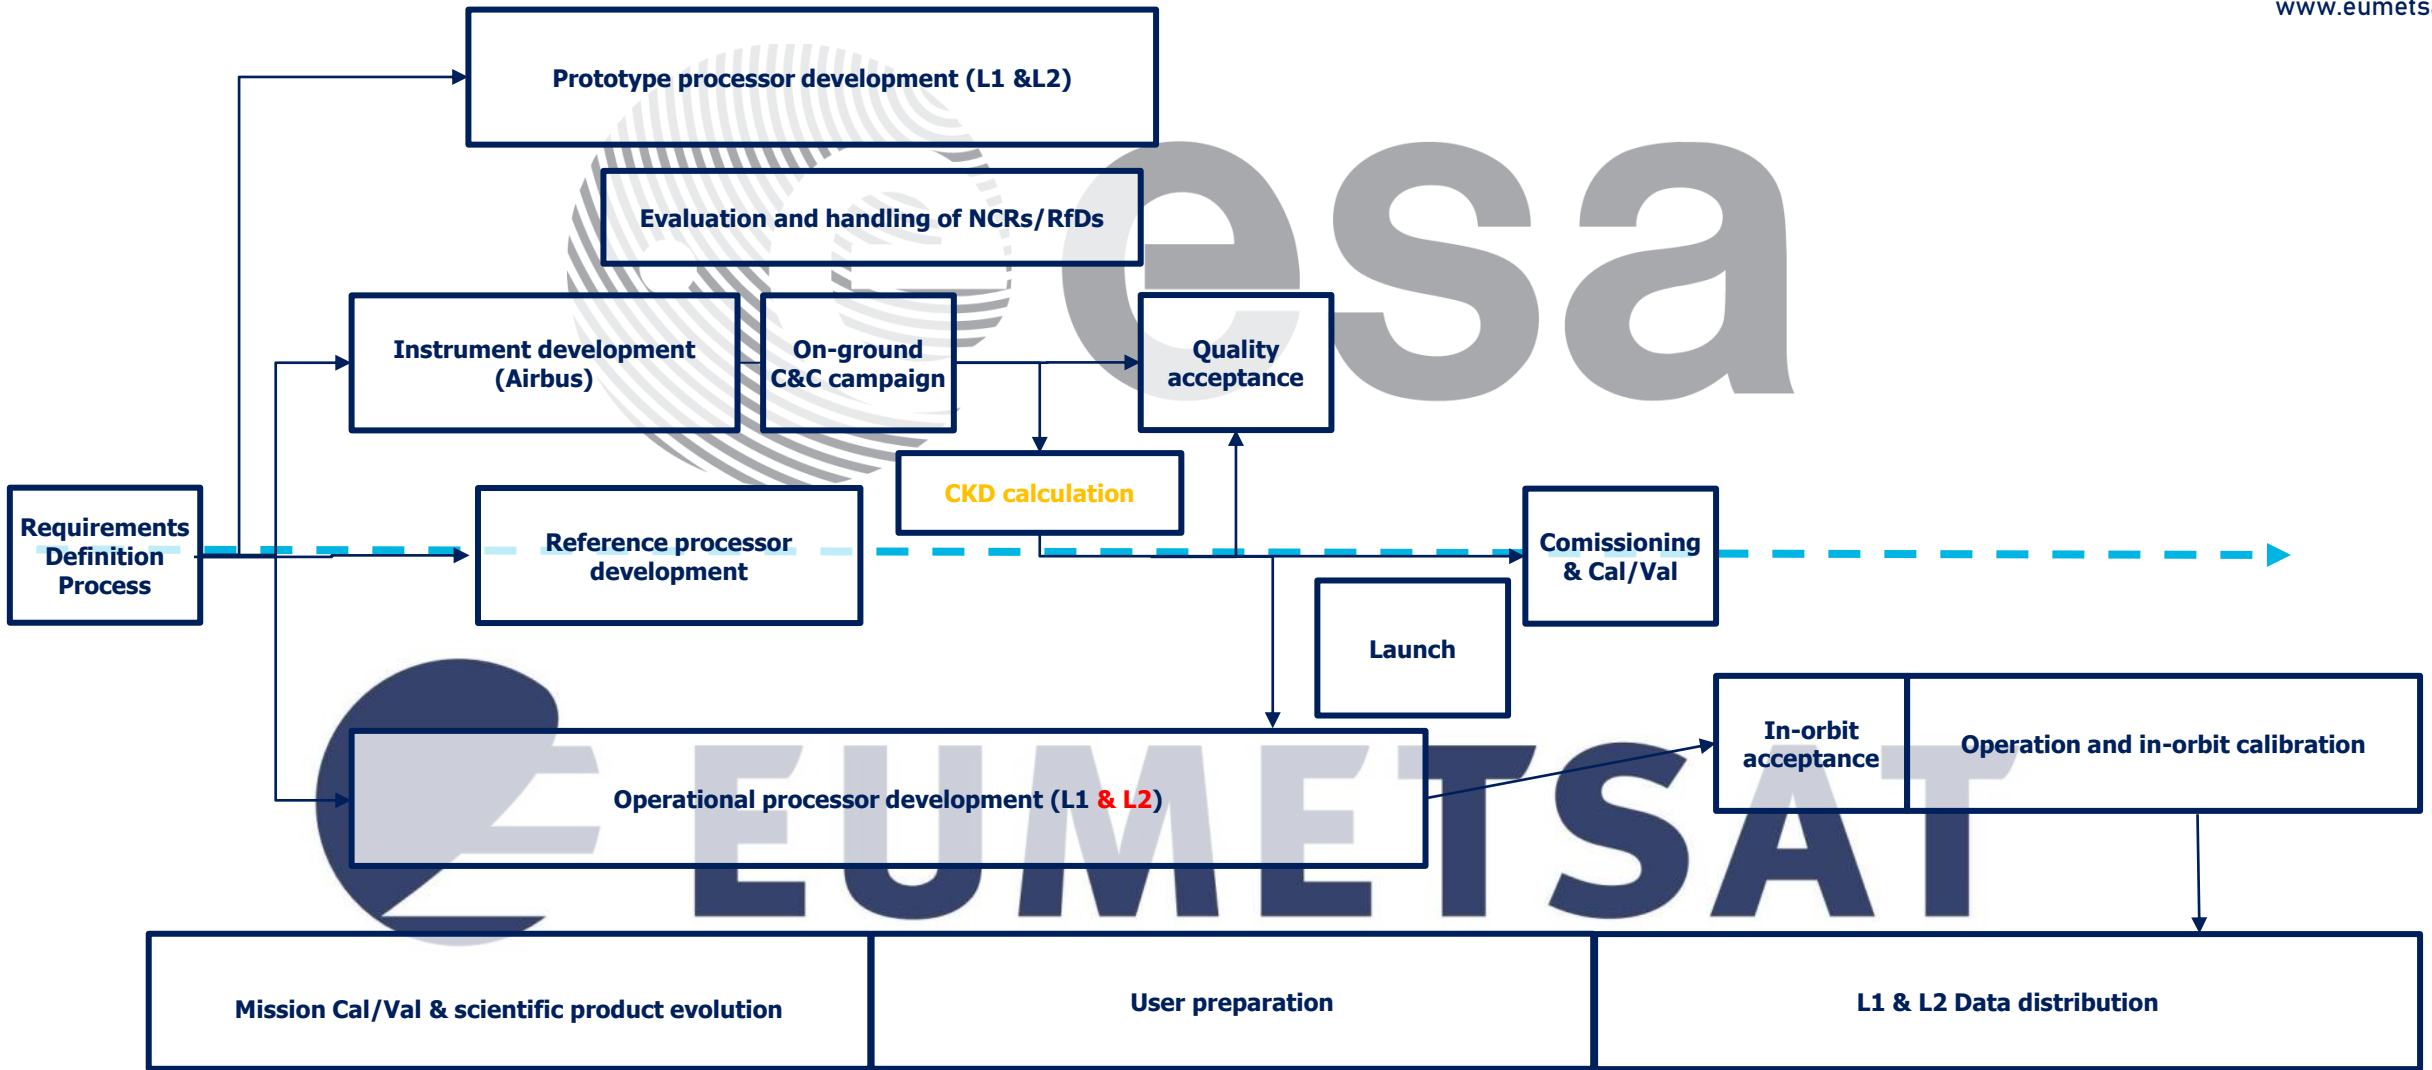 www.eumetsa
Prototype processor development (L1 &L2)
esa
Evaluation and handling of NCRs/RfDs
Instrument development
(Airbus)
On-ground
C&C campaign
Quality
acceptance
CKD calculation
Requirements
Definition
Process
Reference processor
development
Comissioning
& Cal/Val
Launch
In-orbit
acceptance
Operation and in-orbit calibration
Operational processor development (L1 & L2)
EUMETSAT
Mission Cal/Val & scientific product evolution
User preparation
L1 & L2 Data distribution